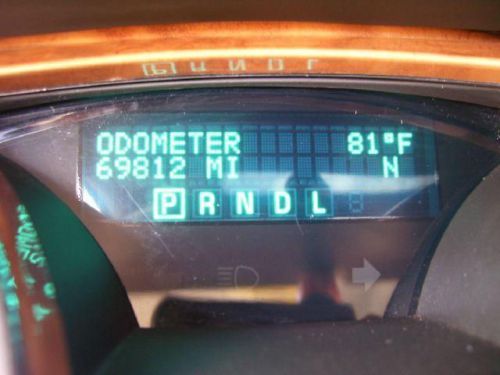 ODOMETER 81°F
69812 MI N
P R N D L